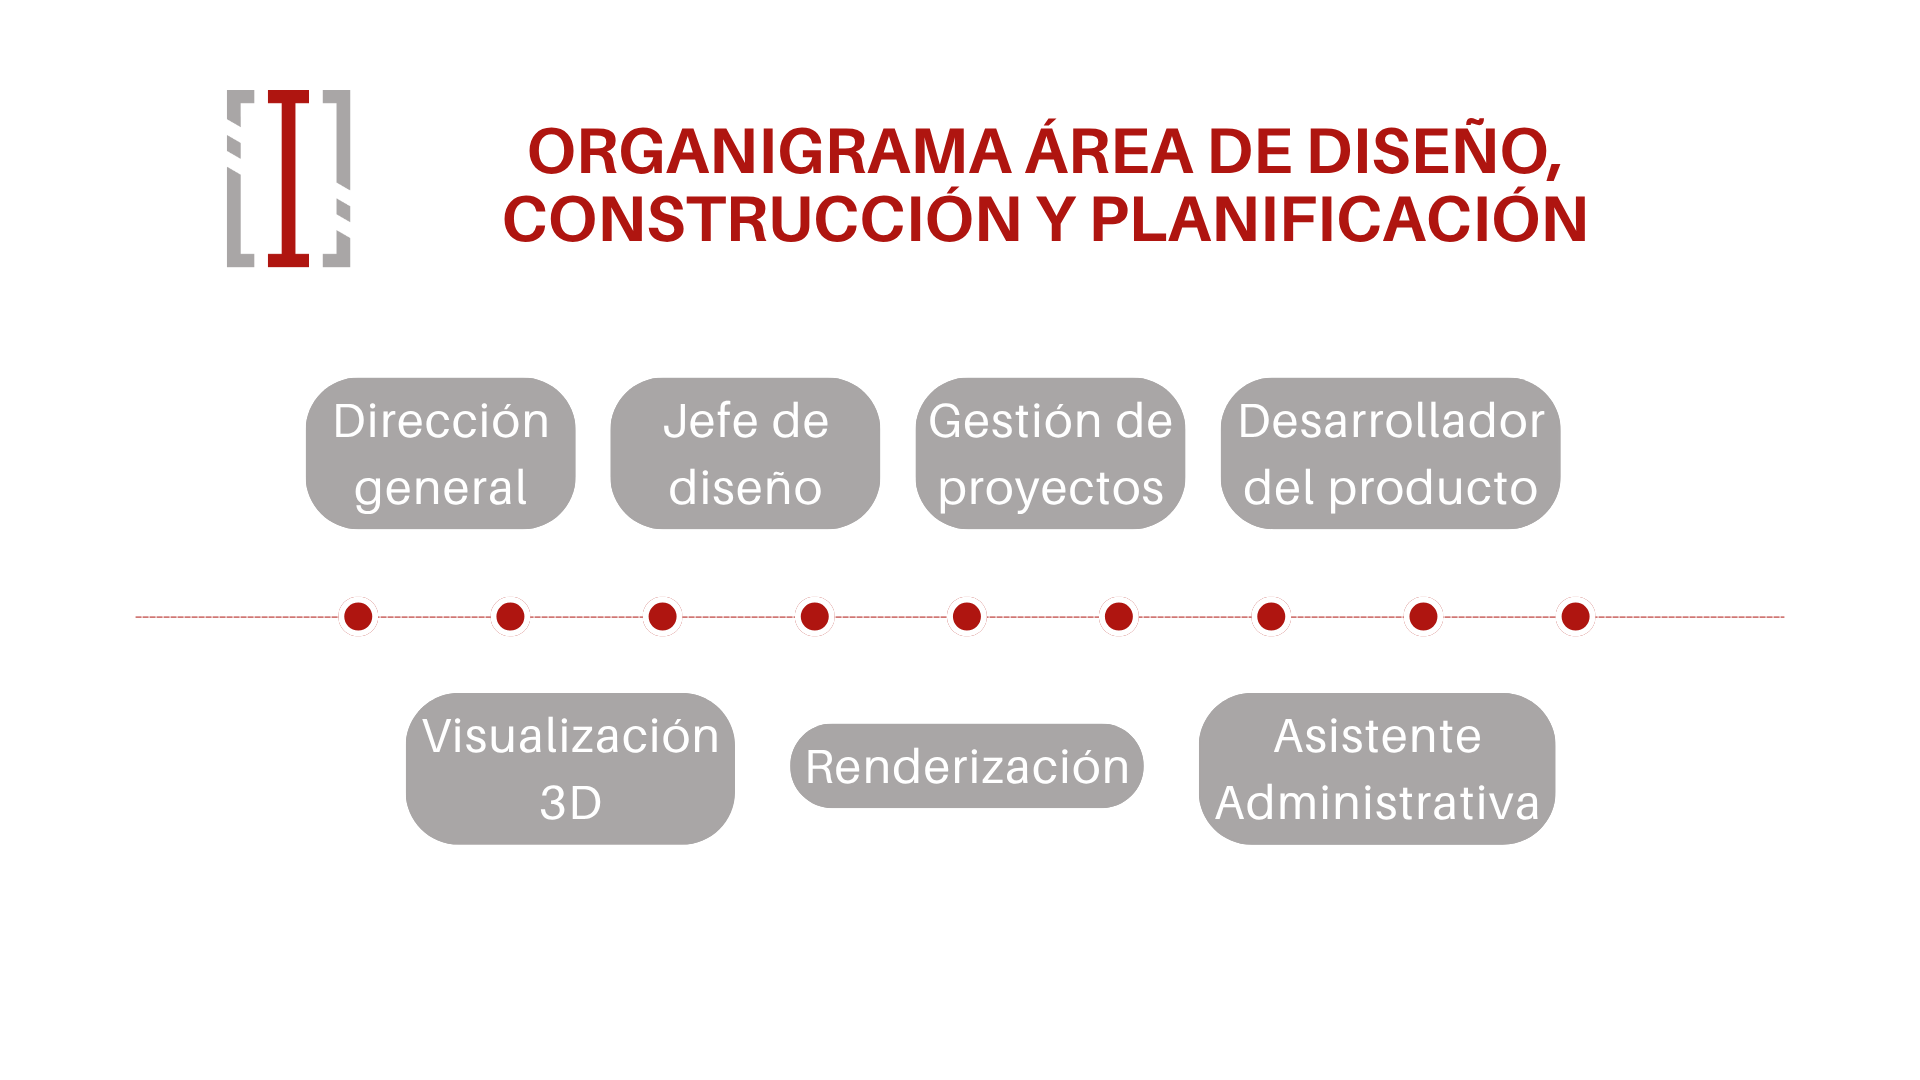 ORGANIGRAMA ÁREA DE DISEÑO,
CONSTRUCCIÓN Y PLANIFICACIÓN
Dirección
general
Jefe de
diseño
Gestión de
proyectos
Desarrollador
del producto
Visualización
3D
Renderización
Asistente
Administrativa